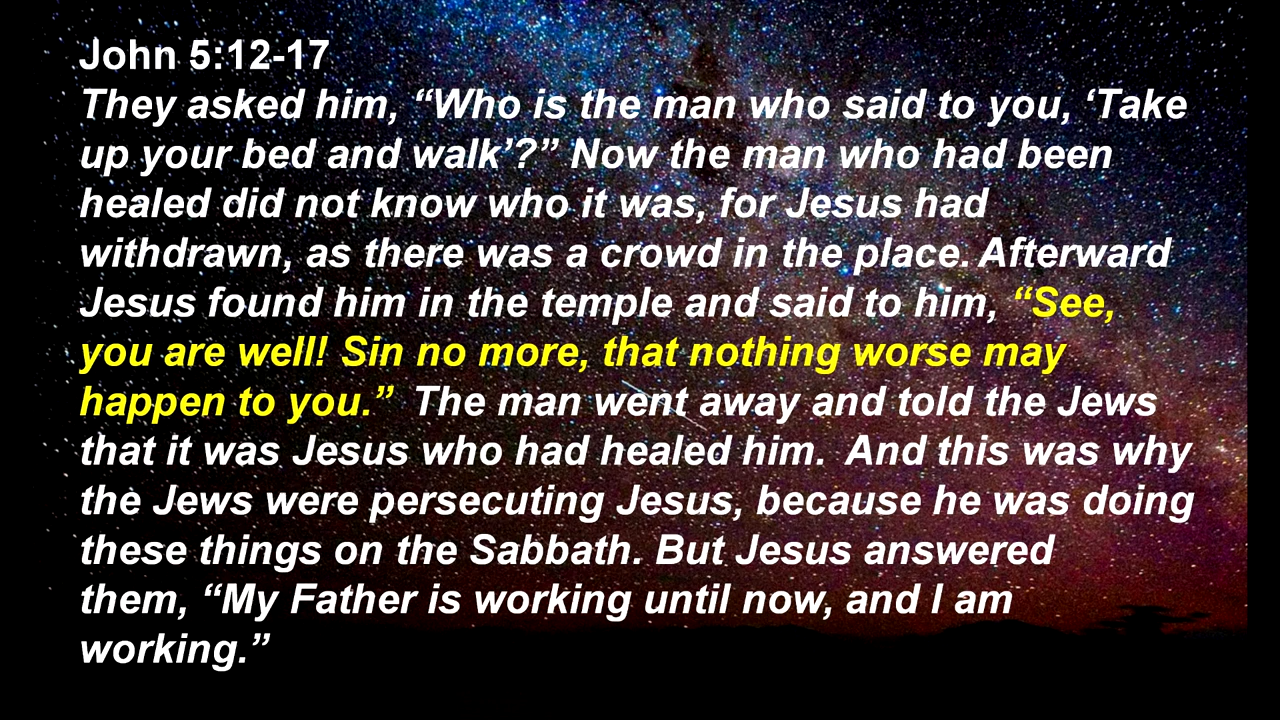 John 5:12-17
They asked him, “Who is the man who said to you, ‘Take
up your bed and walk’?” Now the man who had been
healed did not know who it was, for Jesus had
withdrawn, as there was a crowd in the place. Afterward
Jesus found him in the temple and said to him, “See,
you are well! Sin no more, that nothing worse may
happen to you.”  The man went away and told the Jews
that it was Jesus who had healed him.  And this was why
the Jews were persecuting Jesus, because he was doing
these things on the Sabbath. But Jesus answered
them, “My Father is working until now, and I am
working.”